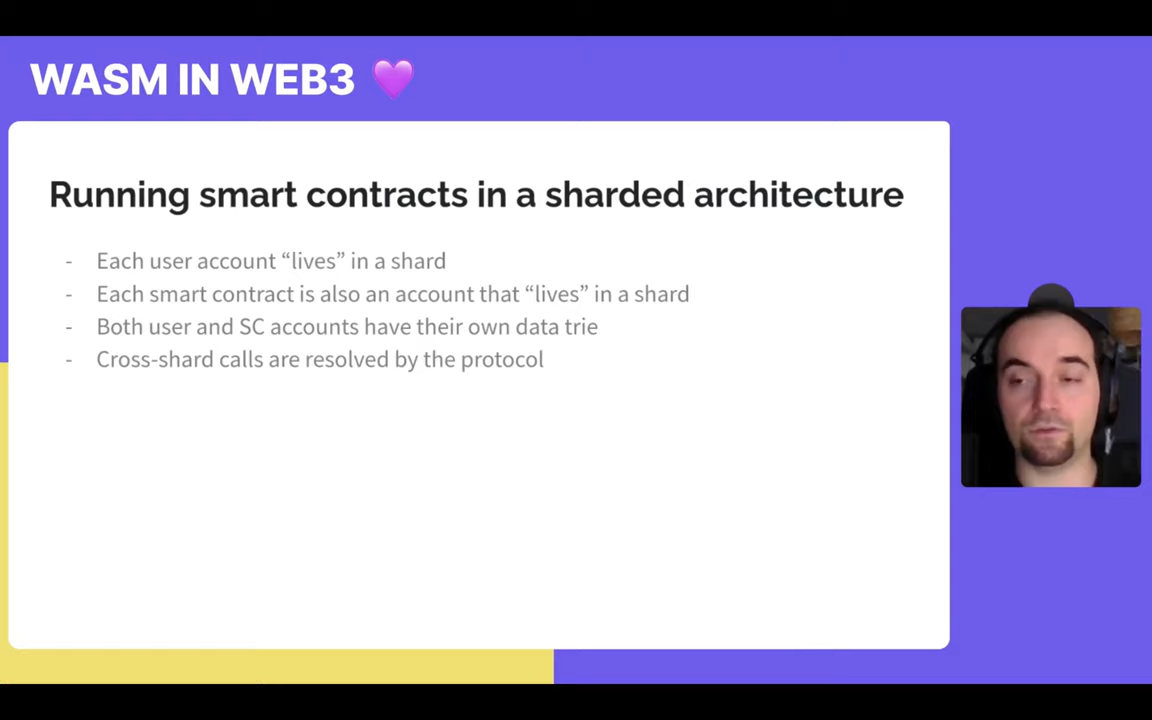 WASM IN WEB3 💜
Running smart contracts in a sharded architecture
- Each user account “lives” in a shard
- Each smart contract is also an account that “lives” in a shard
- Both user and SC accounts have their own data trie
- Cross-shard calls are resolved by the protocol